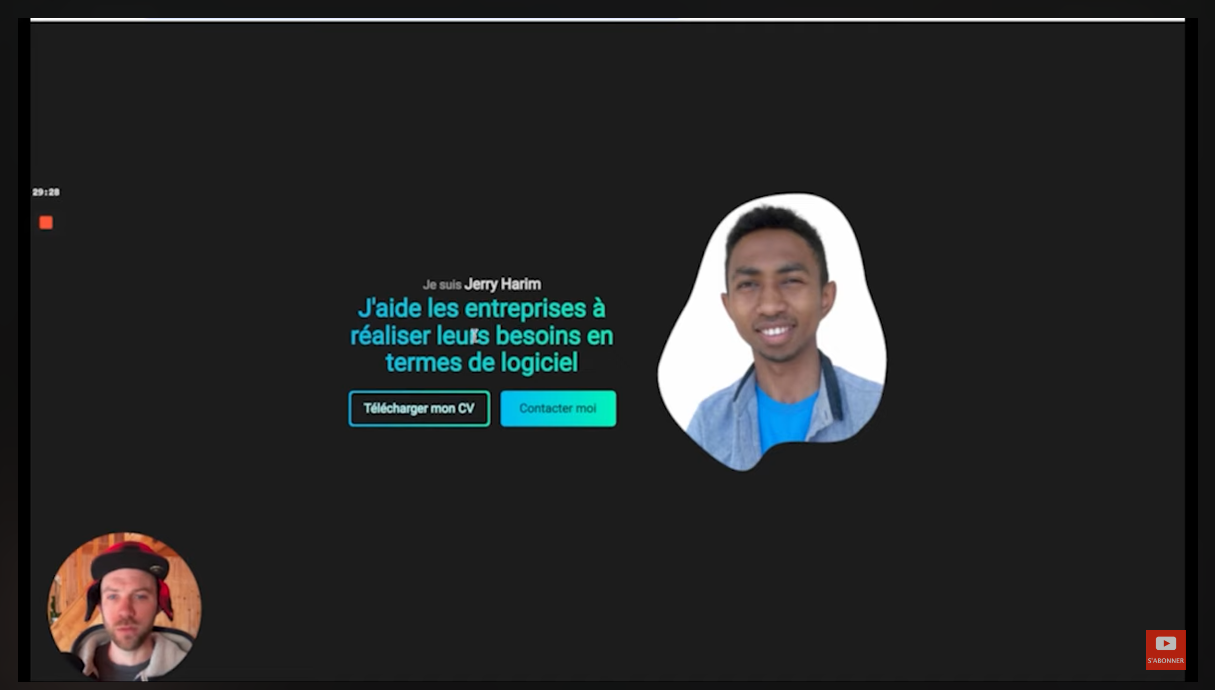 29:28
Je suis Jerry Harim
J'aide les entreprises à
réaliser leurs besoins en
termes de logiciel
Télécharger mon CV
Contacter moi
S'ABONNER